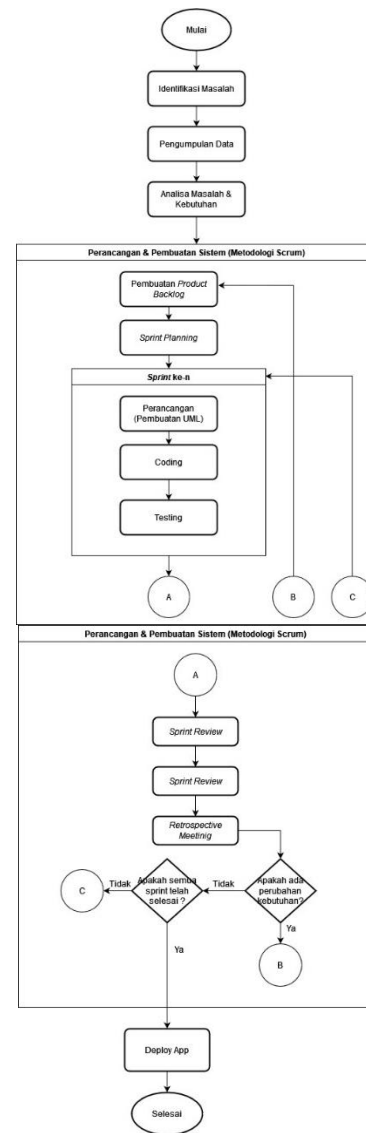 Mulai
Identifikasi Masalah
Pengumpulan Data
Analisa Masalah &
Kebutuhan
Perancangan & Pembuatan Sistem (Metodologi Scrum)
Pembuatan Product
Backlog
Sprint Planning
Sprint ke-n
Perancangan
(Pembuatan UML)
Coding
Testing
A
B
C
Perancangan & Pembuatan Sistem (Metodologi Scrum)
A
Sprint Review
Sprint Review
Retrospective
Meetinig
Apakah semua
sprint telah
selesai ?
Tidak
C
Apakah ada
perubahan
kebutuhan?
Tidak
Ya
B
Ya
Deploy App
Selesai